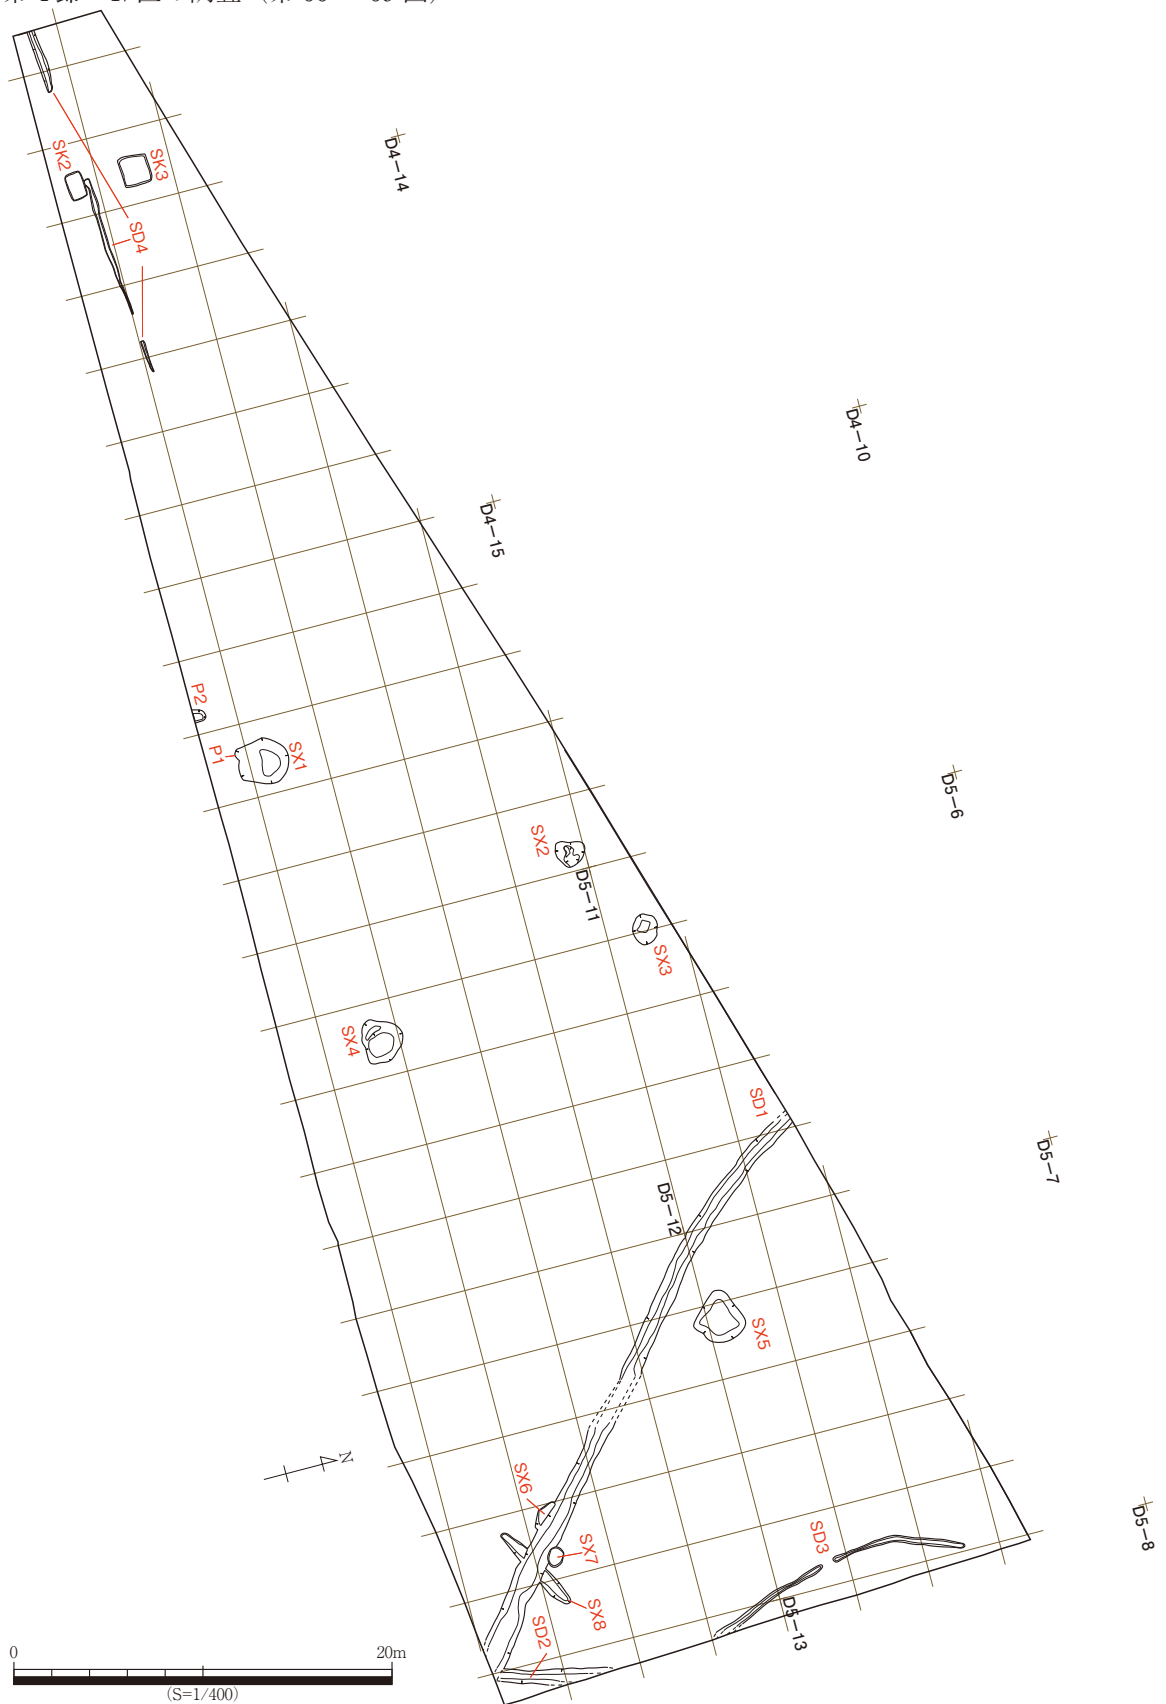 SK2
SK3
SD4
D4−14
D4−10
D4−15
P2
P1
SX1
SX2
D5−11
D5−6
SX3
SX4
SD1
D5−7
D5−12
SX5
N
SX6
SX7
SX8
SD3
D5−8
D5−13
SD2
0 20m
(S=1/400)